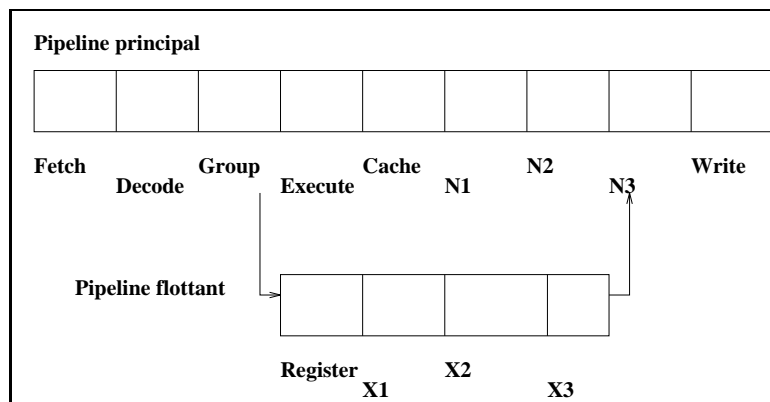 Pipeline principal
Fetch
Decode
Group
Execute
Cache
N1
N2
N3
Write
Pipeline flottant
Register
X1
X2
X3